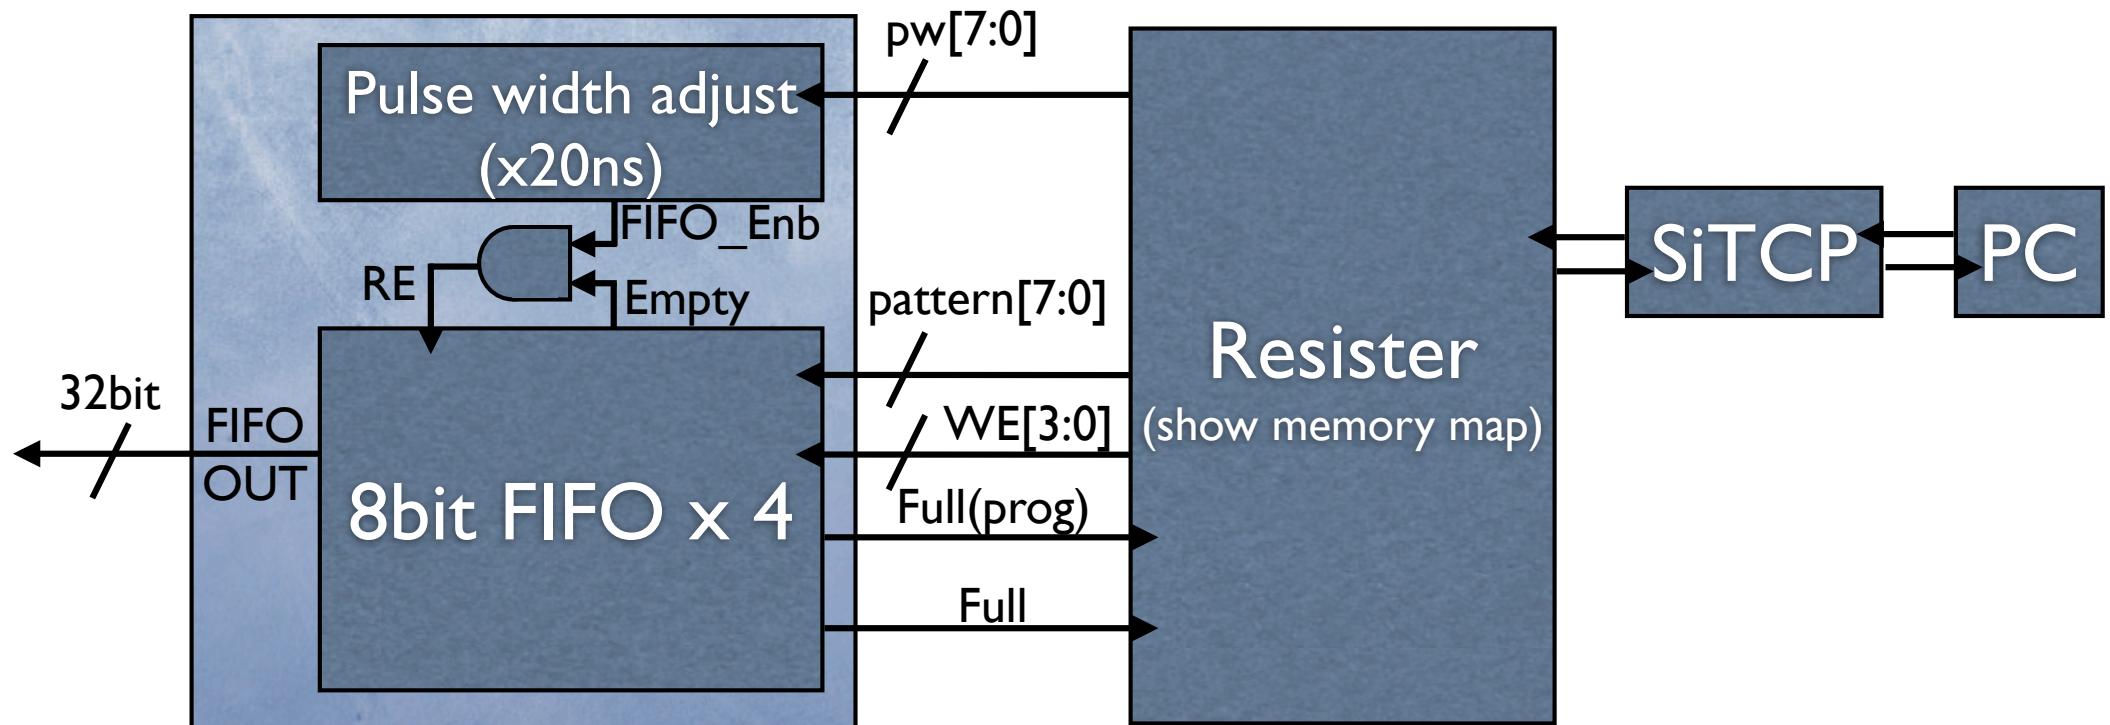 pw[7:0]
Pulse width adjust
(x20ns)
FIFO_Enb
RE
Empty
pattern[7:0]
32bit
FIFO
OUT
8bit FIFO x 4
WE[3:0]
Full(prog)
Full
Resister
(show memory map)
SiTCP
PC